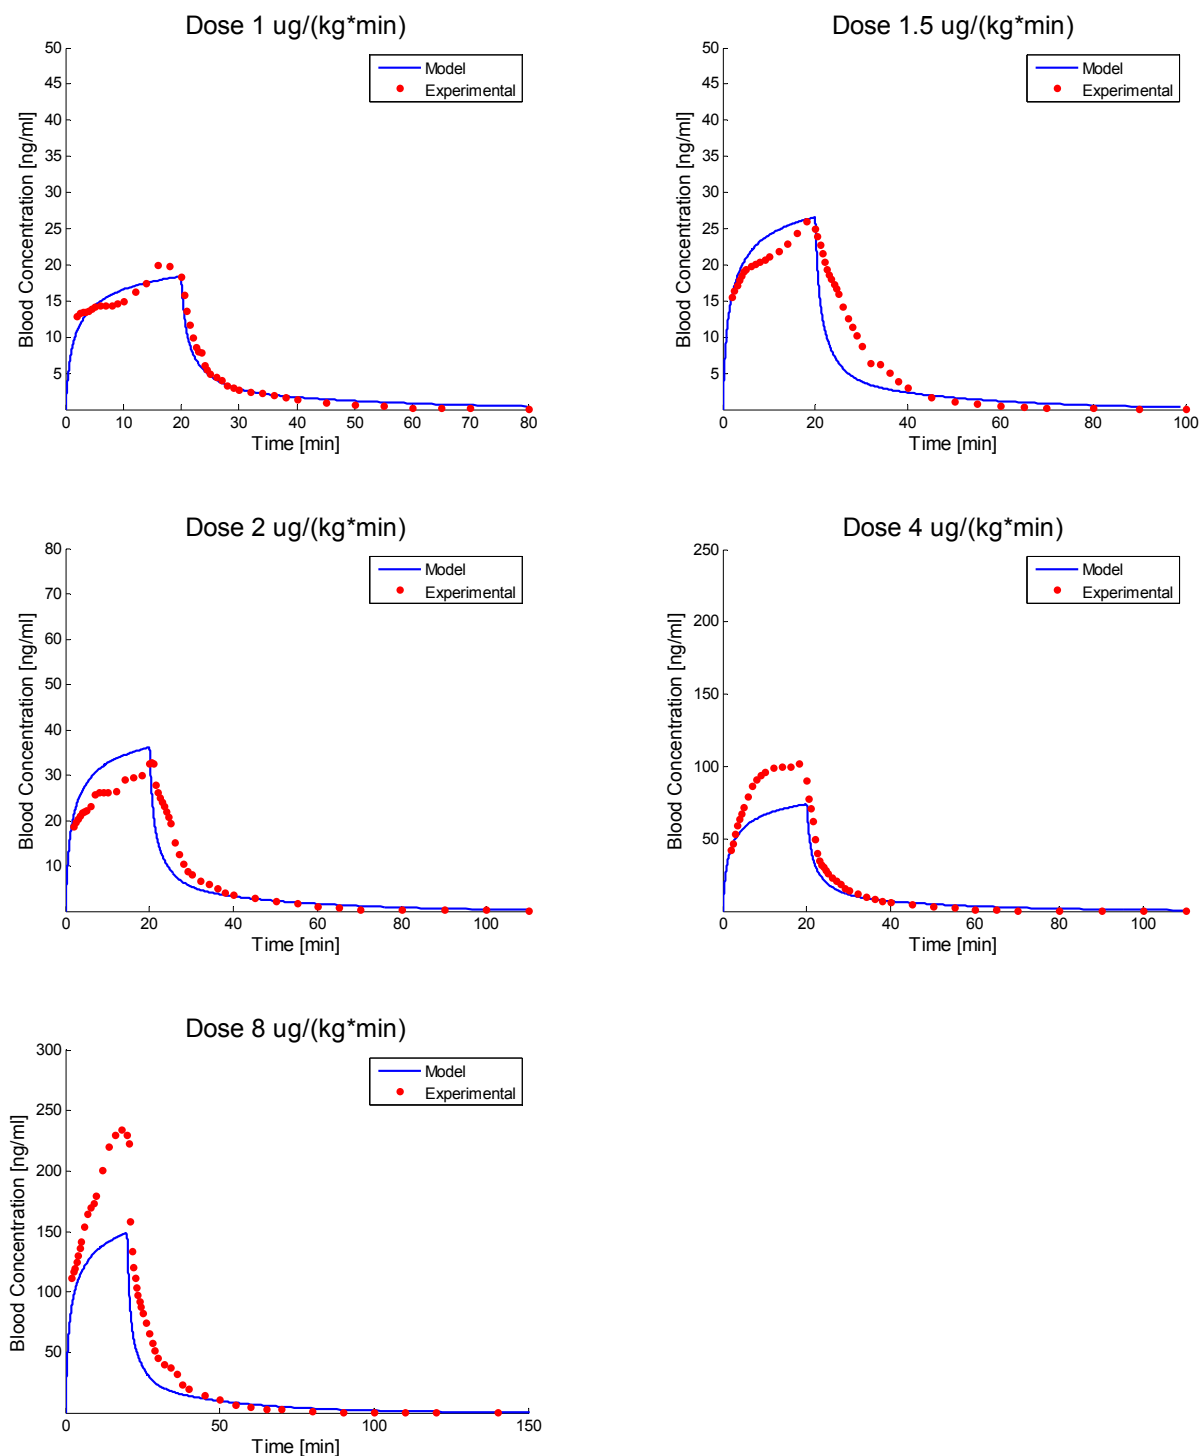 Dose 1 ug/(kg*min)
50
45
40
35
30
25
20
15
10
5
0
10
20
30
40
50
60
70
80
Blood Concentration [ng/ml]
Time [min]
Model
Experimental
Dose 1.5 ug/(kg*min)
50
45
40
35
30
25
20
15
10
5
0
20
40
60
80
100
Blood Concentration [ng/ml]
Time [min]
Model
Experimental
Dose 2 ug/(kg*min)
80
70
60
50
40
30
20
10
0
20
40
60
80
100
Blood Concentration [ng/ml]
Time [min]
Model
Experimental
Dose 4 ug/(kg*min)
250
200
150
100
50
0
20
40
60
80
100
Blood Concentration [ng/ml]
Time [min]
Model
Experimental
Dose 8 ug/(kg*min)
300
250
200
150
100
50
0
50
100
150
Blood Concentration [ng/ml]
Time [min]
Model
Experimental